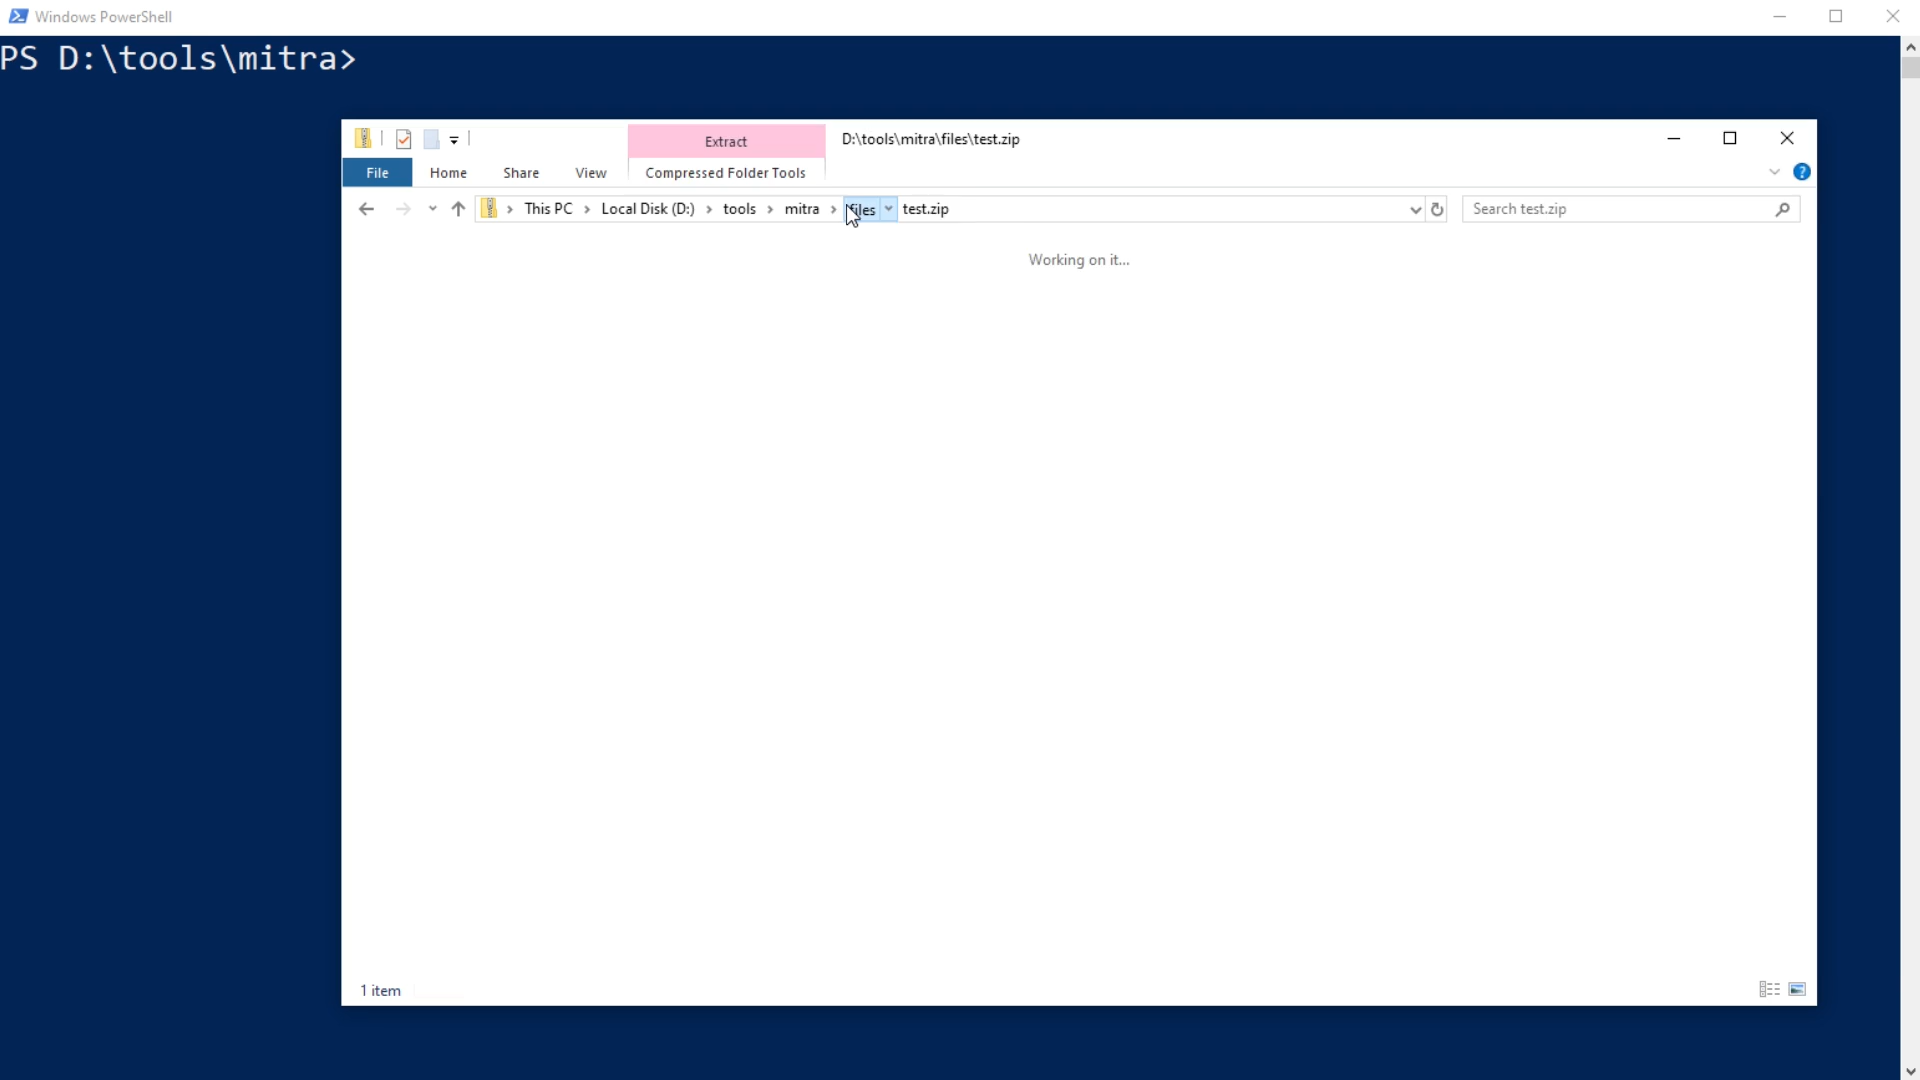 Windows PowerShell
PS D:\tools\mitra>
Extract
D:\tools\mitra\files\test.zip
File Home Share View Compressed Folder Tools
This PC Local Disk (D:) tools mitra files test.zip
Search test.zip
Working on it...
1 item